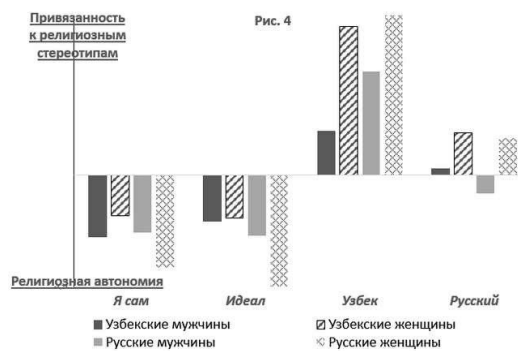 Привязанность
к религиозным
стереотипам
Рис. 4
Религиозная автономия
Я сам
Идеал
Узбек
Русский
Узбекские мужчины
Узбекские женщины
Русские мужчины
Русские женщины